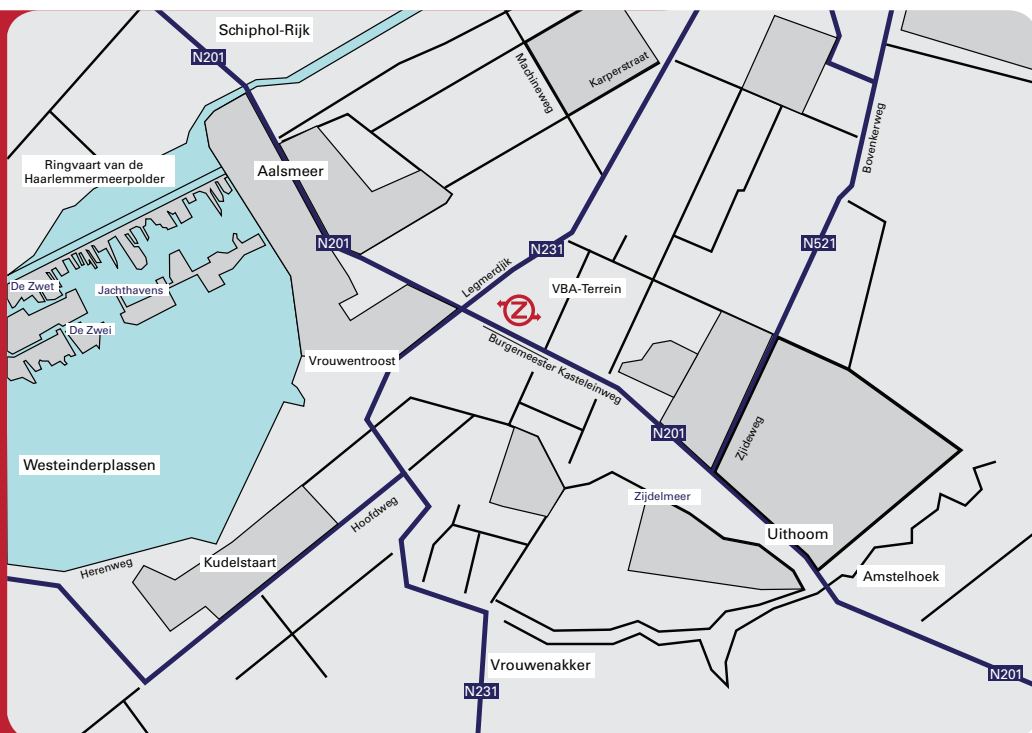 Schiphol-Rijk
N201
Machineweg
Karperstraat
Bovenkerweg
Ringvaart van de
Haarlemmermeerpolder
Aalsmeer
N201
N231
N521
Legmerdijk
De Zwet
Jachthavens
VBA-Terrein
Z
De Zwei
Vrouwentroost
Burgemeester Kasteleinweg
N201
Zjideweg
Westeinderplassen
Zijdelmeer
Hoofdweg
Uithoorn
Herenweg
Kudelstaart
Amstelhoek
Vrouwenakker
N201
N231